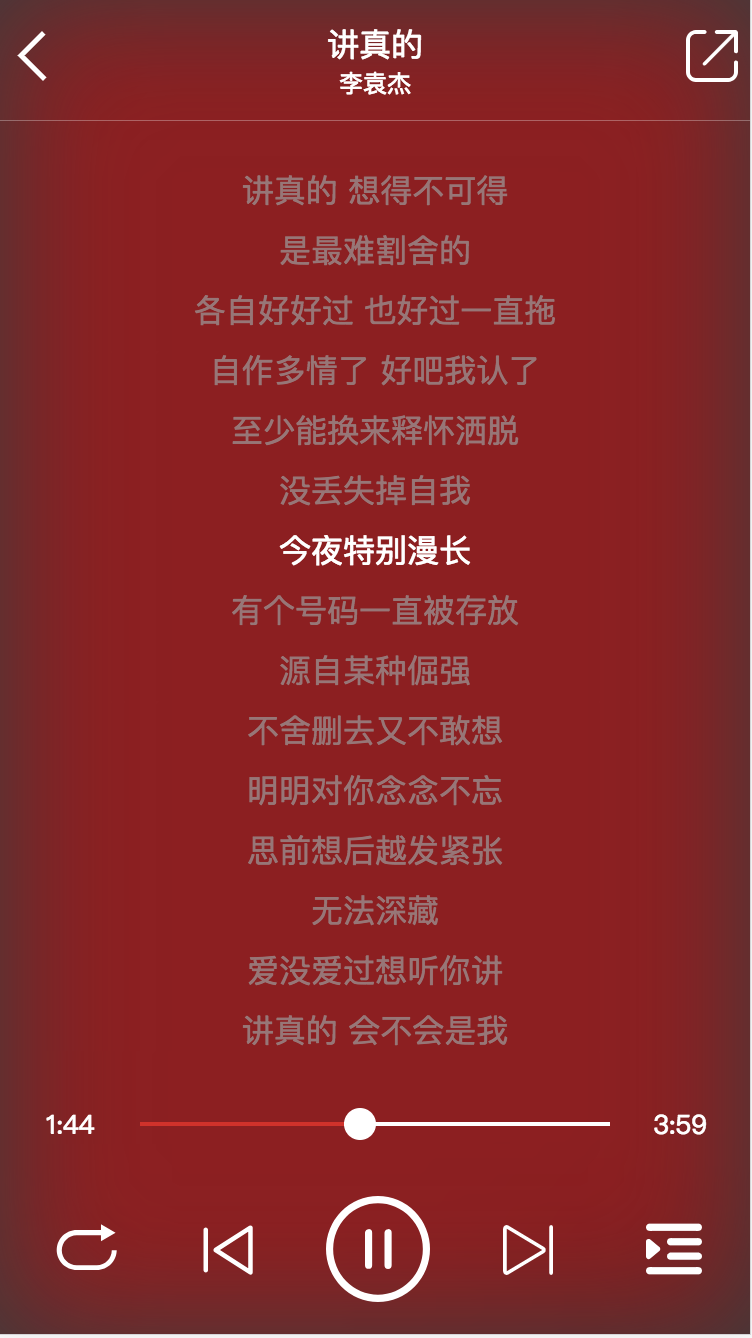 讲真的
李袁杰
讲真的 想得不可得
是最难割舍的
各自好好过 也好过一直拖
自作多情了 好吧我认了
至少能换来释怀洒脱
没丢失掉自我
今夜特别漫长
有个号码一直被存放
源自某种倔强
不舍删去又不敢想
明明对你念念不忘
思前想后越发紧张
无法深藏
爱没爱过想听你讲
讲真的 会不会是我
1:44 3:59